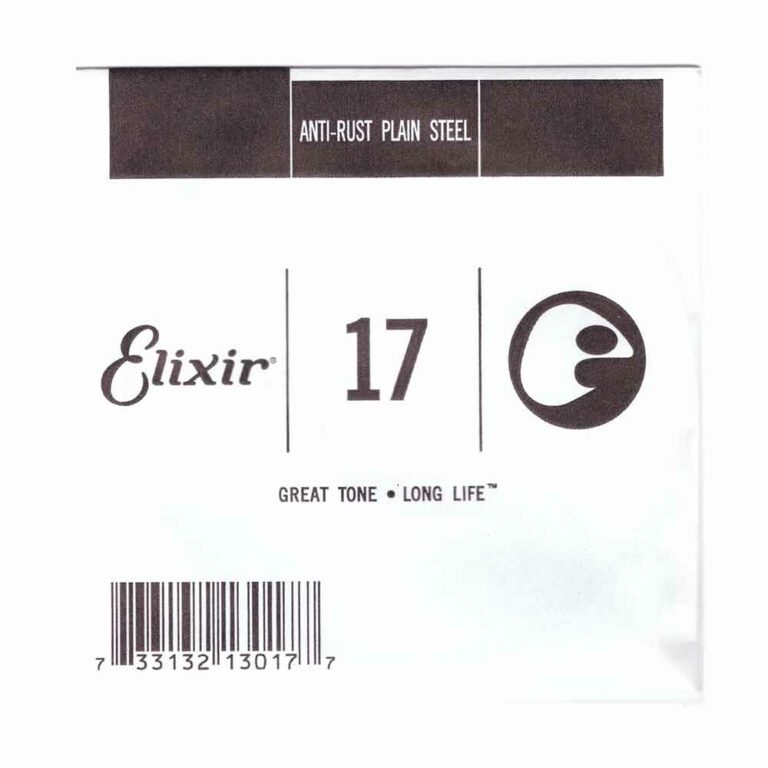 ANTI-RUST PLAIN STEEL
Elixir®
17
GREAT TONE • LONG LIFE™
7 33132 13017 7